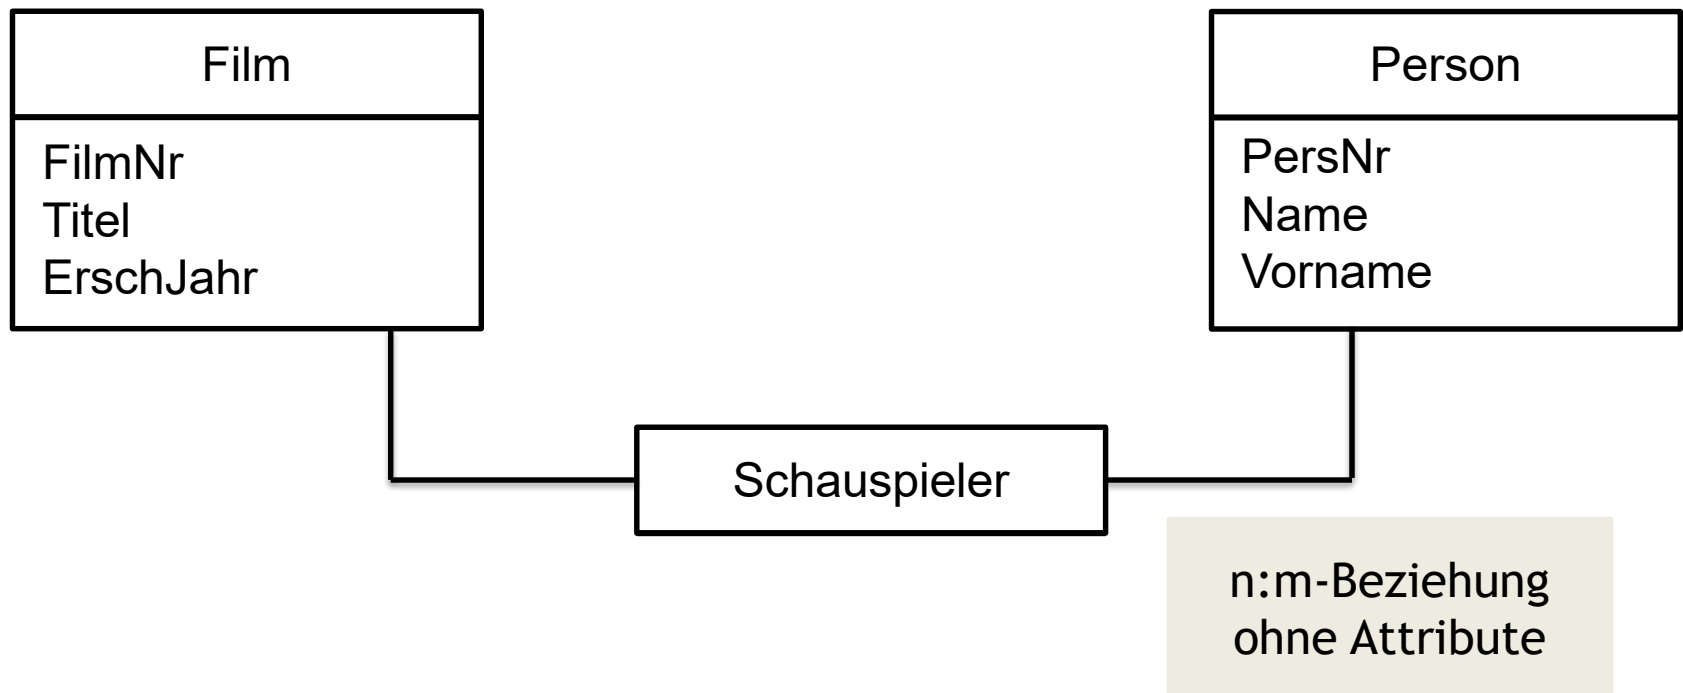 Film
FilmNr
Titel
ErschJahr
Person
PersNr
Name
Vorname
Schauspieler
n:m-Beziehung
ohne Attribute